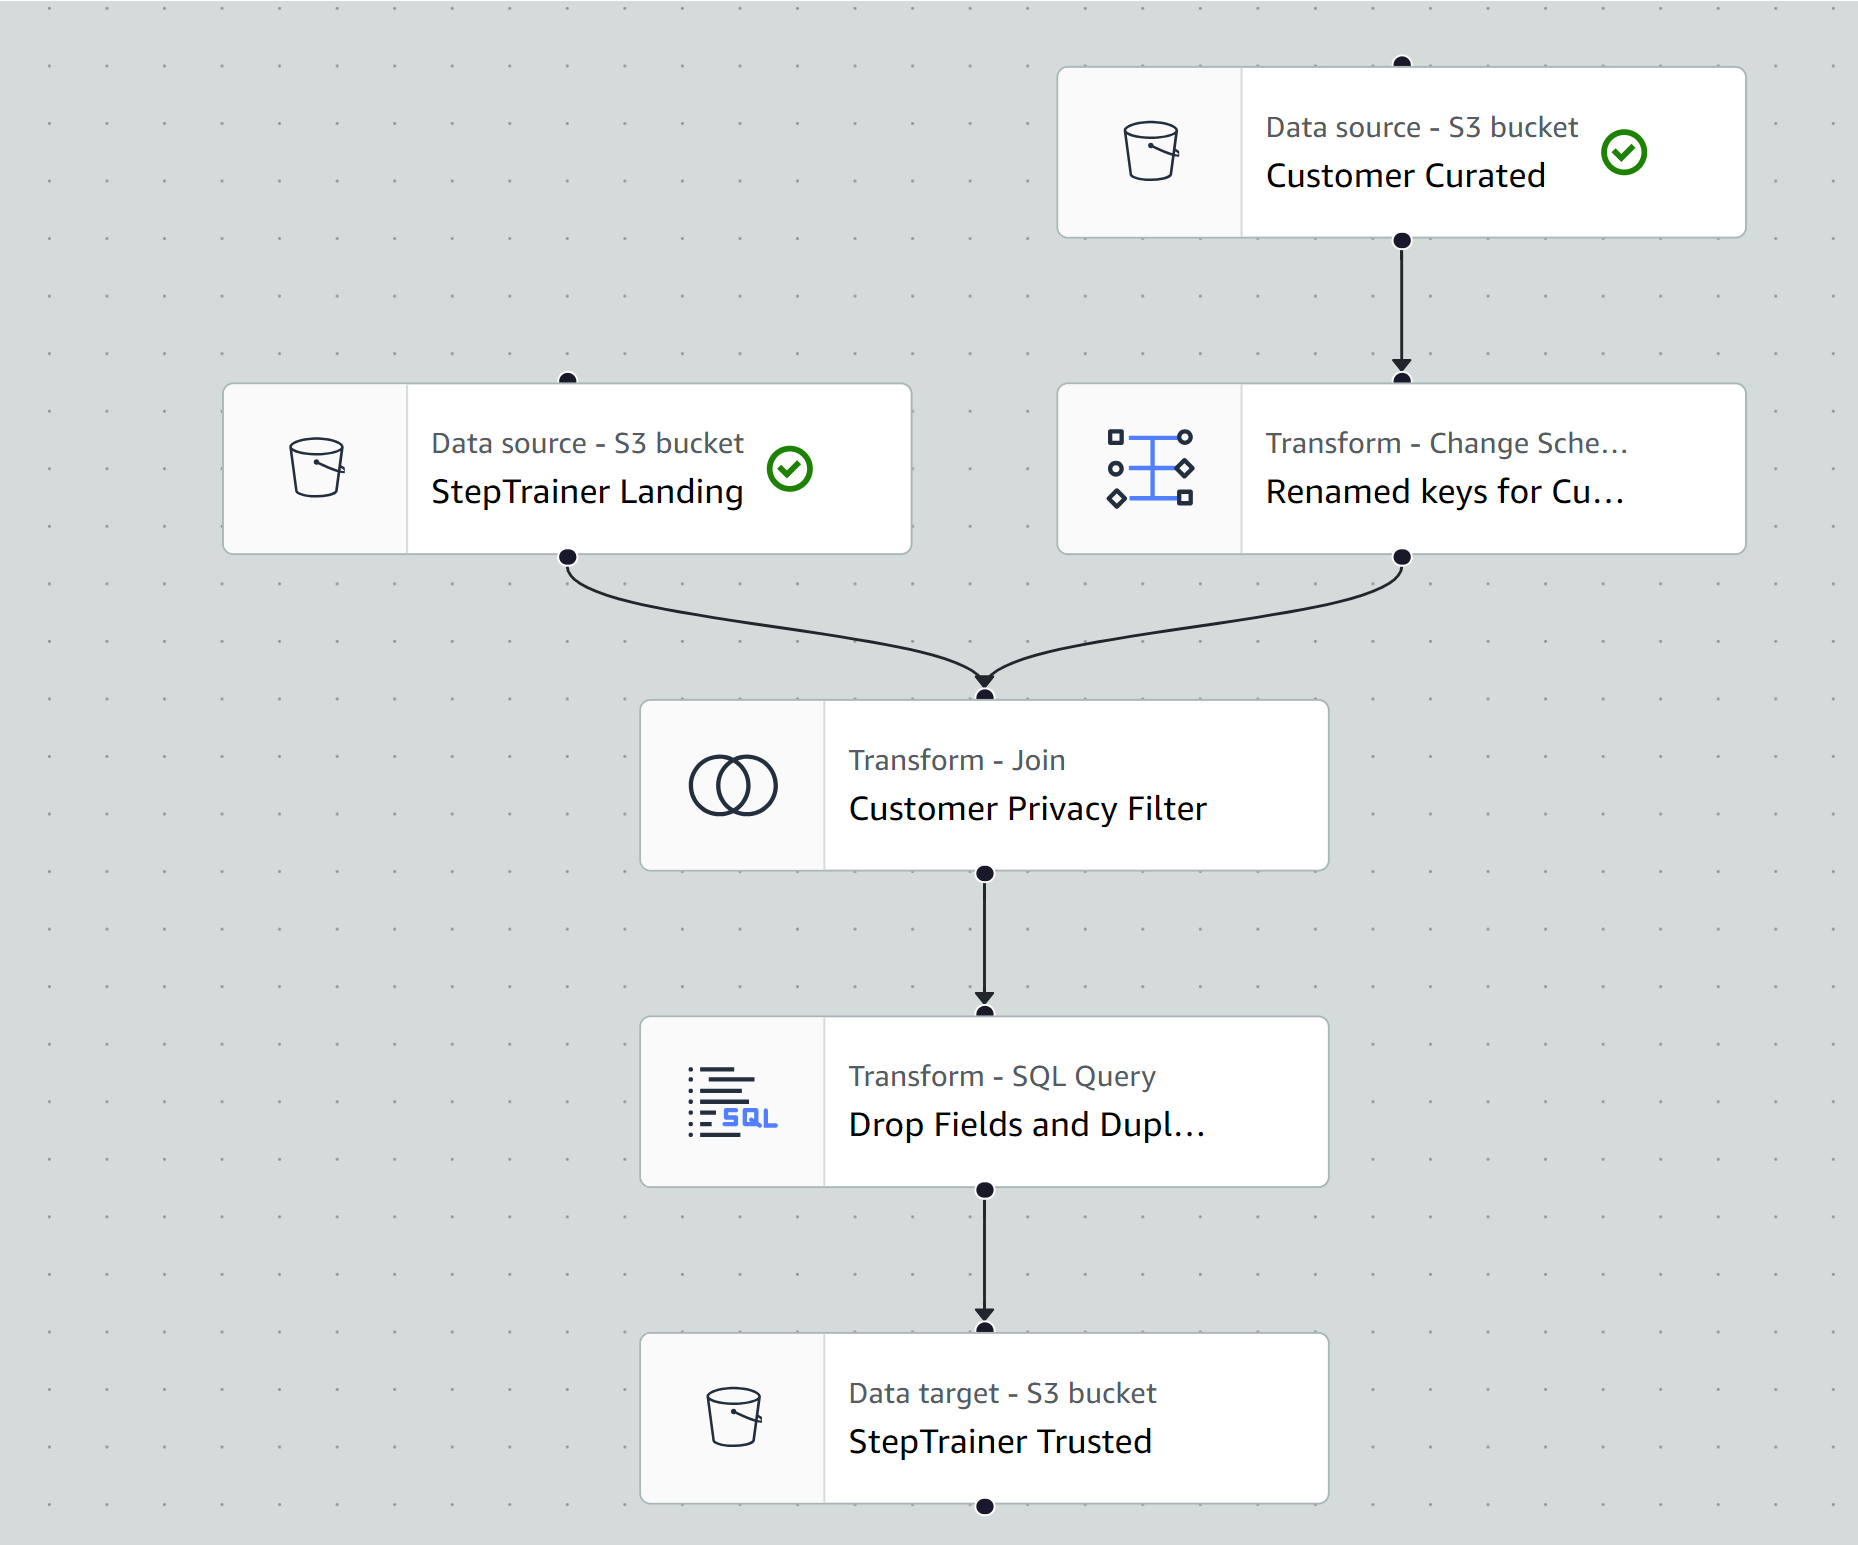 Data source - S3 bucket
Customer Curated
Data source - S3 bucket
StepTrainer Landing
Transform - Change Sche...
Renamed keys for Cu...
Transform - Join
Customer Privacy Filter
SQL
Transform - SQL Query
Drop Fields and Dupl...
Data target - S3 bucket
StepTrainer Trusted